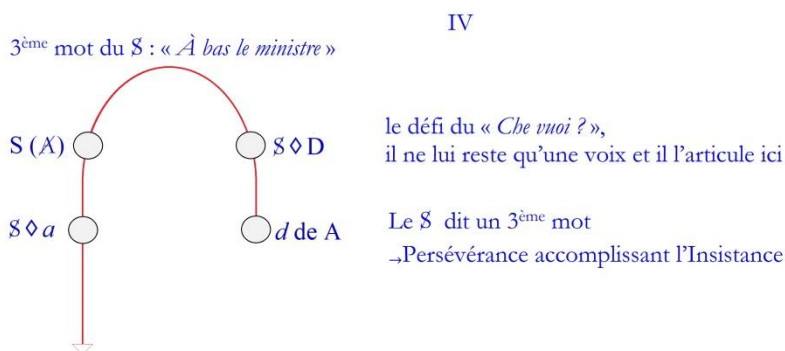 IV
3ème mot du $ : « À bas le ministre »
S (Ⱥ)
$ ◊ D
le défi du « Che vuoi ? »,
il ne lui reste qu’une voix et il l’articule ici
$ ◊ a
d de A
Le $ dit un 3ème mot
→Persévérance accomplissant l’Insistance